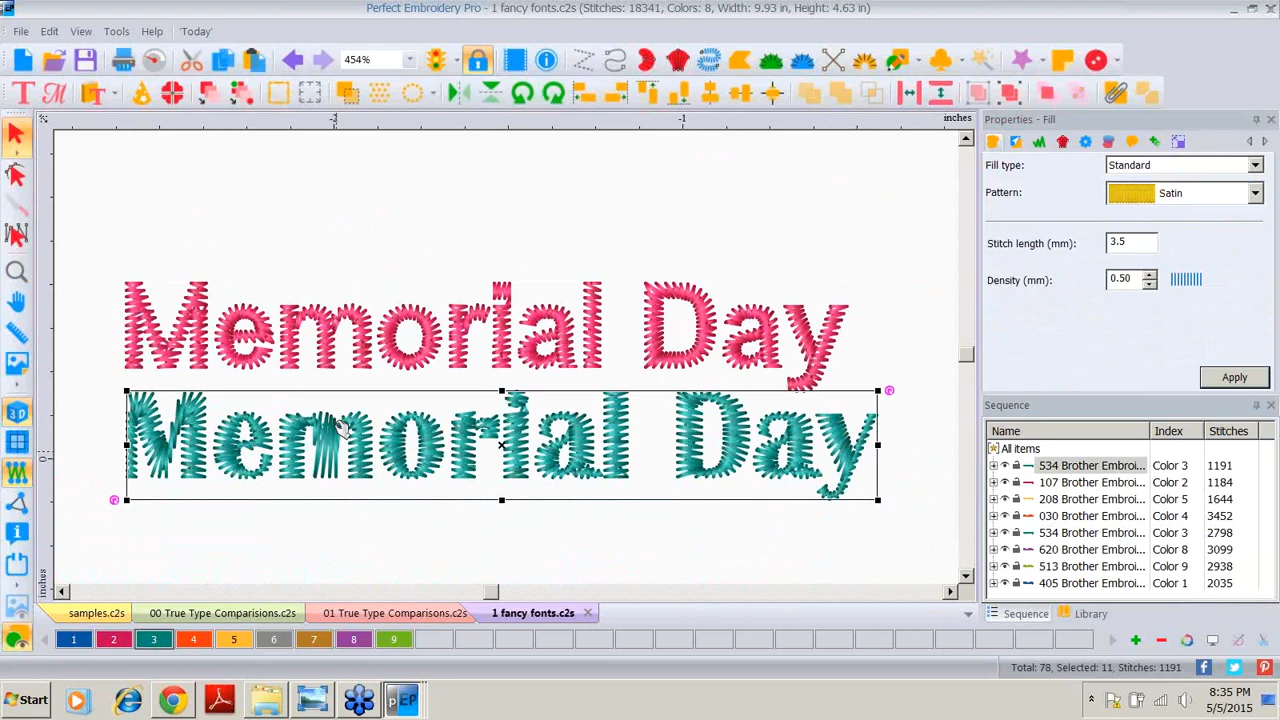 Perfect Embroidery Pro - 1 fancy fonts.c2s (Stitches: 18341, Colors: 8, Width: 9.93 in, Height: 4.63 in)
File Edit View Tools Help 'Today'
454%
-2 -1 inches
Properties - Fill
Fill type: Standard
Pattern: Satin
Stitch length (mm): 3.5
Density (mm): 0.50
Apply
Memorial Day
Memorial Day
0
inches
Sequence
Name Index Stitches
All items
534 Brother Embroi... Color 3 1191
107 Brother Embroi... Color 2 1184
208 Brother Embroi... Color 5 1644
030 Brother Embroi... Color 4 3452
534 Brother Embroi... Color 3 2798
620 Brother Embroi... Color 8 3099
513 Brother Embroi... Color 9 2938
405 Brother Embroi... Color 1 2035
samples.c2s 00 True Type Comparisions.c2s 01 True Type Comparisions.c2s 1 fancy fonts.c2s
Sequence Library
1 2 3 4 5 6 7 8 9
Total: 78, Selected: 11, Stitches: 1191
Start
pEP
8:35 PM
5/5/2015